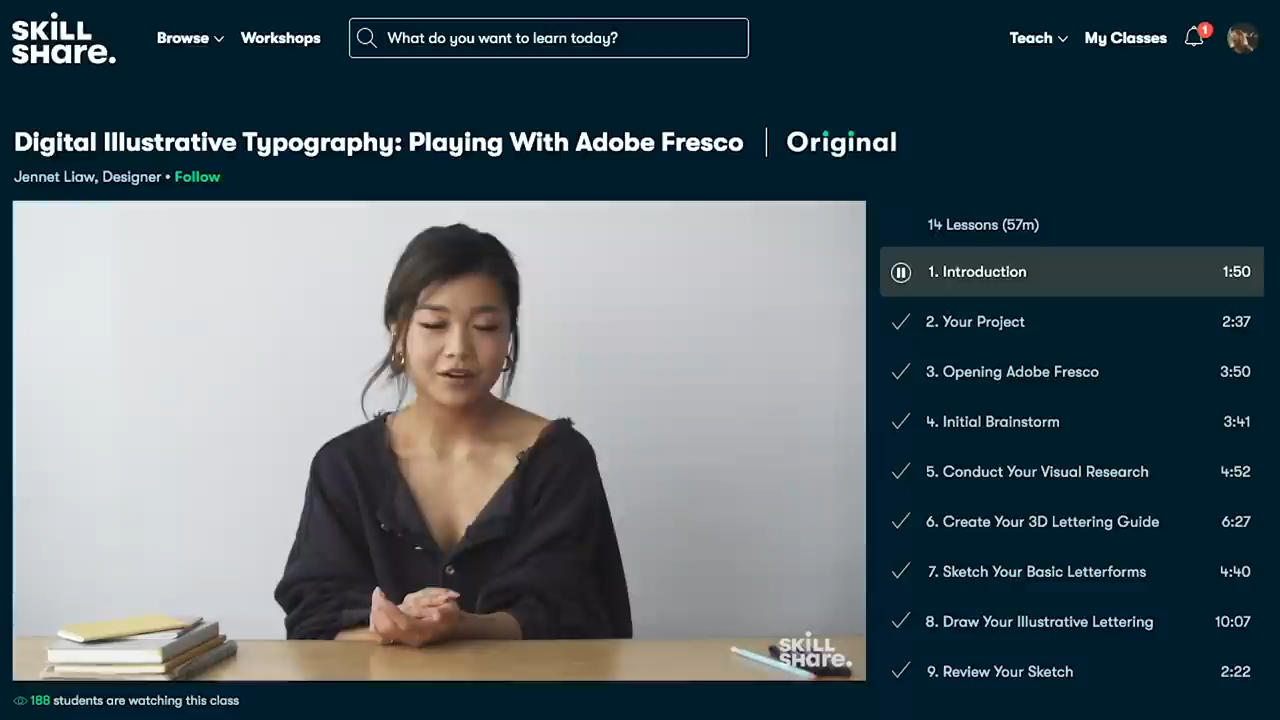 SKILL SHARE.
Browse
Workshops
What do you want to learn today?
Teach
My Classes
1
Digital Illustrative Typography: Playing With Adobe Fresco | Original
Jennet Liaw, Designer • Follow
14 Lessons (57m)
1. Introduction 1:50
2. Your Project 2:37
3. Opening Adobe Fresco 3:50
4. Initial Brainstorm 3:41
5. Conduct Your Visual Research 4:52
6. Create Your 3D Lettering Guide 6:27
7. Sketch Your Basic Letterforms 4:40
8. Draw Your Illustrative Lettering 10:07
9. Review Your Sketch 2:22
SKILL SHARE.
188 students are watching this class